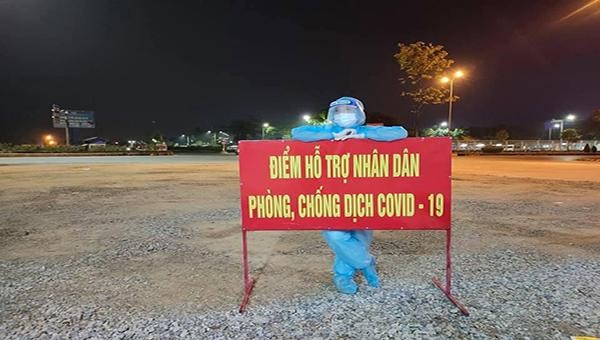 ĐIỂM HỖ TRỢ NHÂN DÂN
PHÒNG, CHỐNG DỊCH COVID - 19